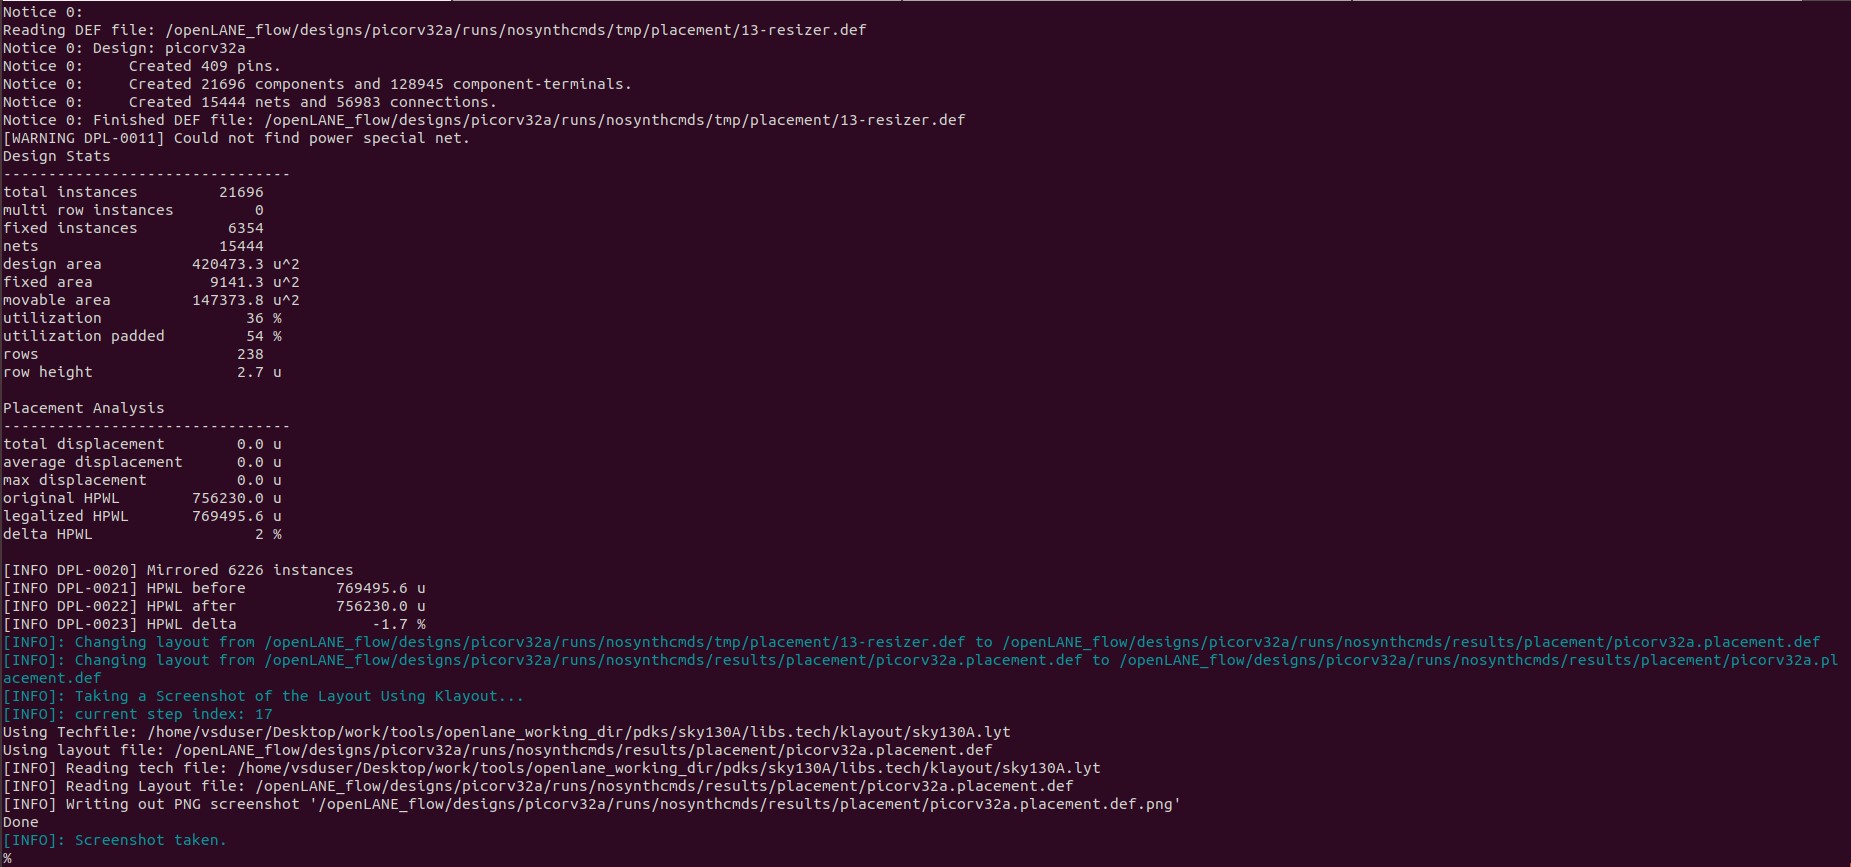 Notice 0:
Reading DEF file: /openLANE_flow/designs/picorv32a/runs/nosynthcmds/tmp/placement/13-resizer.def
Notice 0: Design: picorv32a
Notice 0:     Created 409 pins.
Notice 0:     Created 21696 components and 128945 component-terminals.
Notice 0:     Created 15444 nets and 56983 connections.
Notice 0: Finished DEF file: /openLANE_flow/designs/picorv32a/runs/nosynthcmds/tmp/placement/13-resizer.def
[WARNING DPL-0011] Could not find power special net.
Design Stats
--------------------------------
total instances         21696
multi row instances         0
fixed instances          6354
nets                    15444
design area          420473.3 u^2
fixed area             9141.3 u^2
movable area         147373.8 u^2
utilization                36 %
utilization padded         54 %
rows                      238
row height                2.7 u

Placement Analysis
--------------------------------
total displacement        0.0 u
average displacement      0.0 u
max displacement          0.0 u
original HPWL        756230.0 u
legalized HPWL       769495.6 u
delta HPWL                  2 %

[INFO DPL-0020] Mirrored 6226 instances
[INFO DPL-0021] HPWL before          769495.6 u
[INFO DPL-0022] HPWL after           756230.0 u
[INFO DPL-0023] HPWL delta               -1.7 %
[INFO]: Changing layout from /openLANE_flow/designs/picorv32a/runs/nosynthcmds/tmp/placement/13-resizer.def to /openLANE_flow/designs/picorv32a/runs/nosynthcmds/results/placement/picorv32a.placement.def
[INFO]: Changing layout from /openLANE_flow/designs/picorv32a/runs/nosynthcmds/results/placement/picorv32a.placement.def to /openLANE_flow/designs/picorv32a/runs/nosynthcmds/results/placement/picorv32a.pl
acement.def
[INFO]: Taking a Screenshot of the Layout Using Klayout...
[INFO]: current step index: 17
Using Techfile: /home/vsduser/Desktop/work/tools/openlane_working_dir/pdks/sky130A/libs.tech/klayout/sky130A.lyt
Using layout file: /openLANE_flow/designs/picorv32a/runs/nosynthcmds/results/placement/picorv32a.placement.def
[INFO] Reading tech file: /home/vsduser/Desktop/work/tools/openlane_working_dir/pdks/sky130A/libs.tech/klayout/sky130A.lyt
[INFO] Reading Layout file: /openLANE_flow/designs/picorv32a/runs/nosynthcmds/results/placement/picorv32a.placement.def
[INFO] Writing out PNG screenshot '/openLANE_flow/designs/picorv32a/runs/nosynthcmds/results/placement/picorv32a.placement.def.png'
Done
[INFO]: Screenshot taken.
%